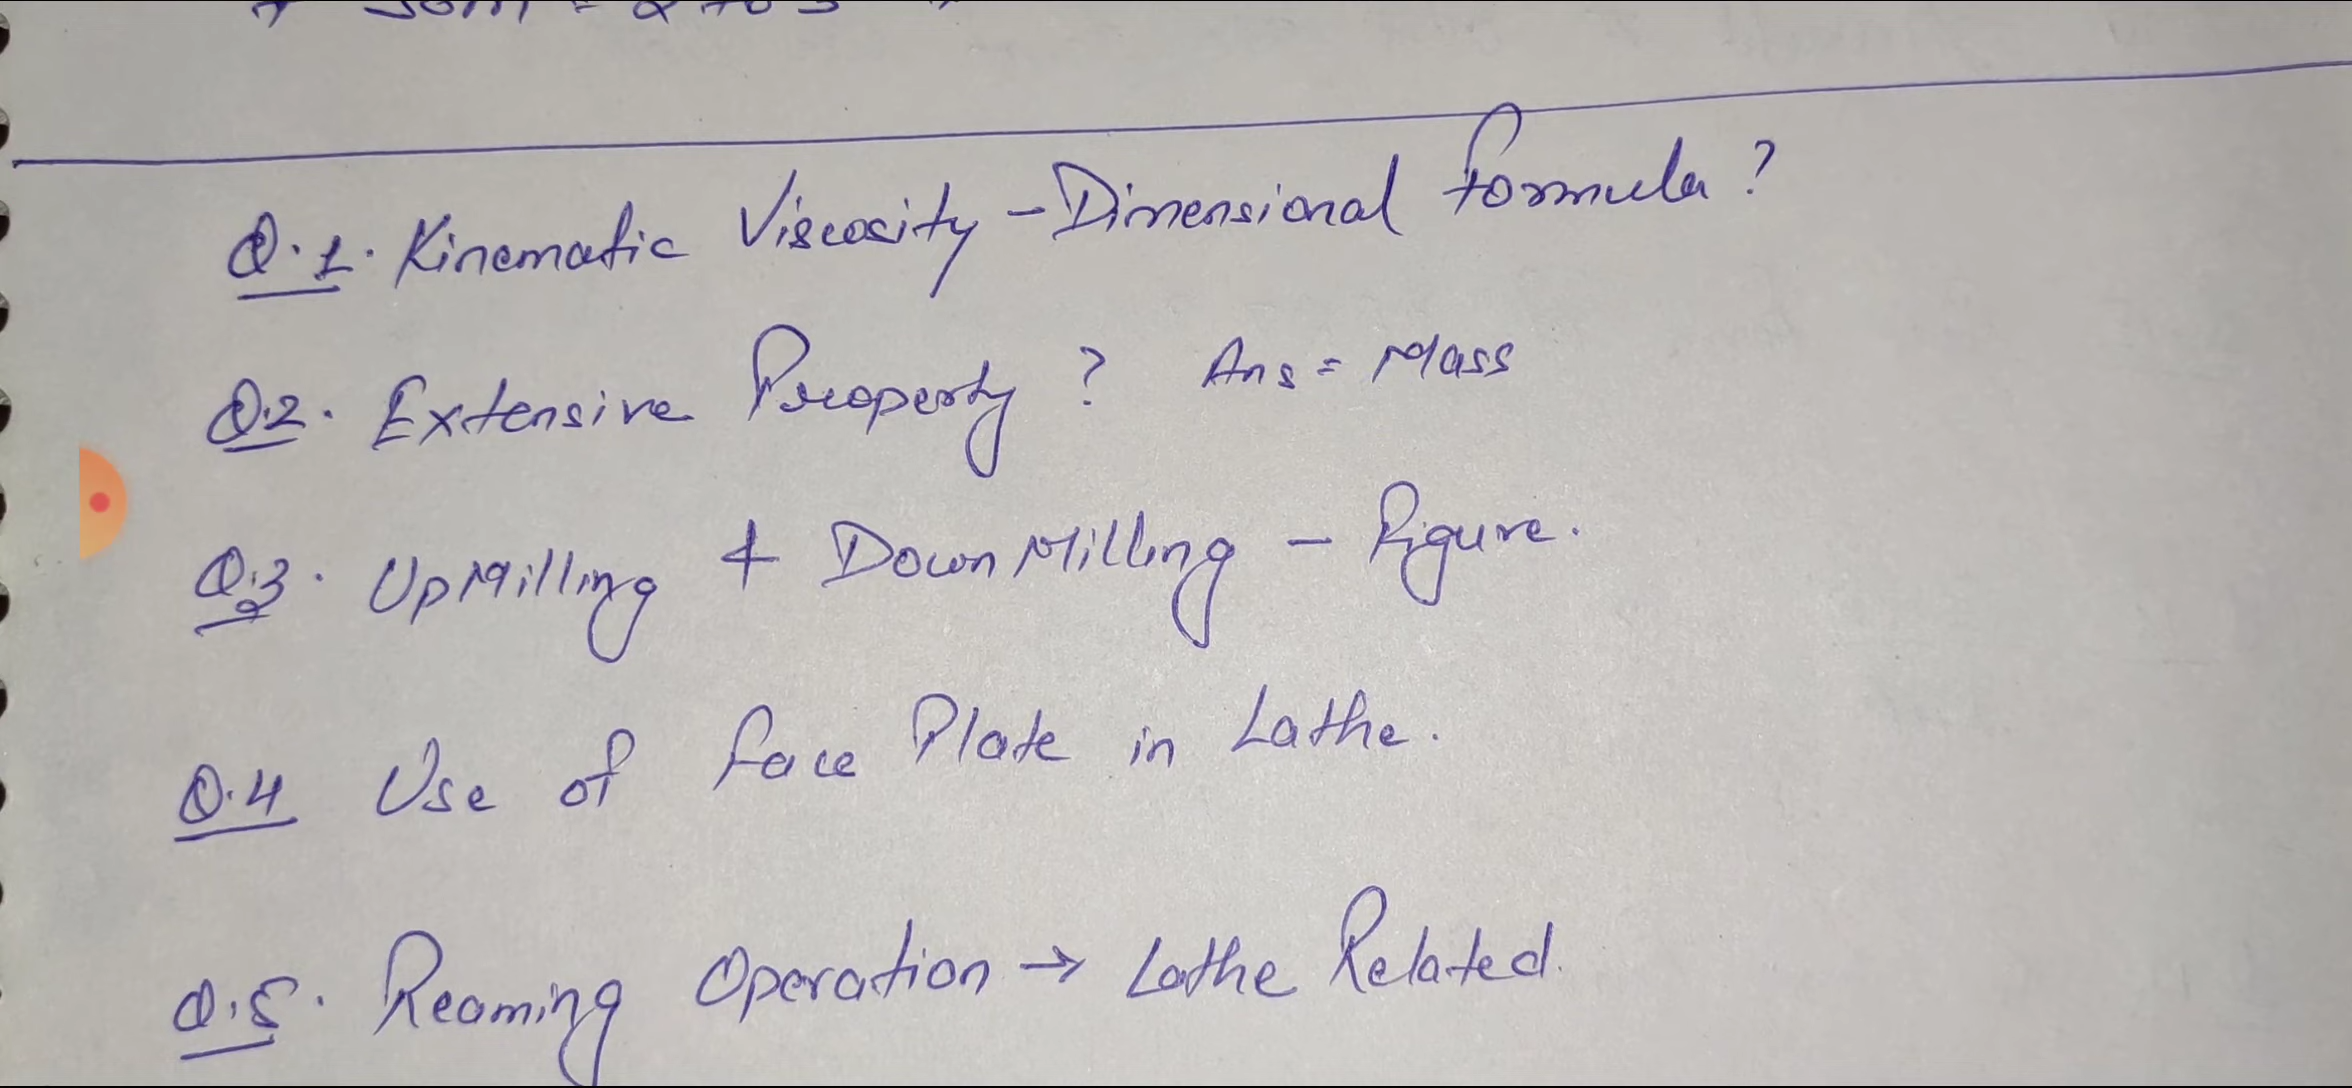 Q.1. Kinematic Viscosity - Dimensional formula ?
Q.2. Extensive Property ? Ans = Mass
Q.3. Up Milling & Down Milling - Figure.
Q.4 Use of face Plate in Lathe.
Q.5. Reaming Operation → Lathe Related.